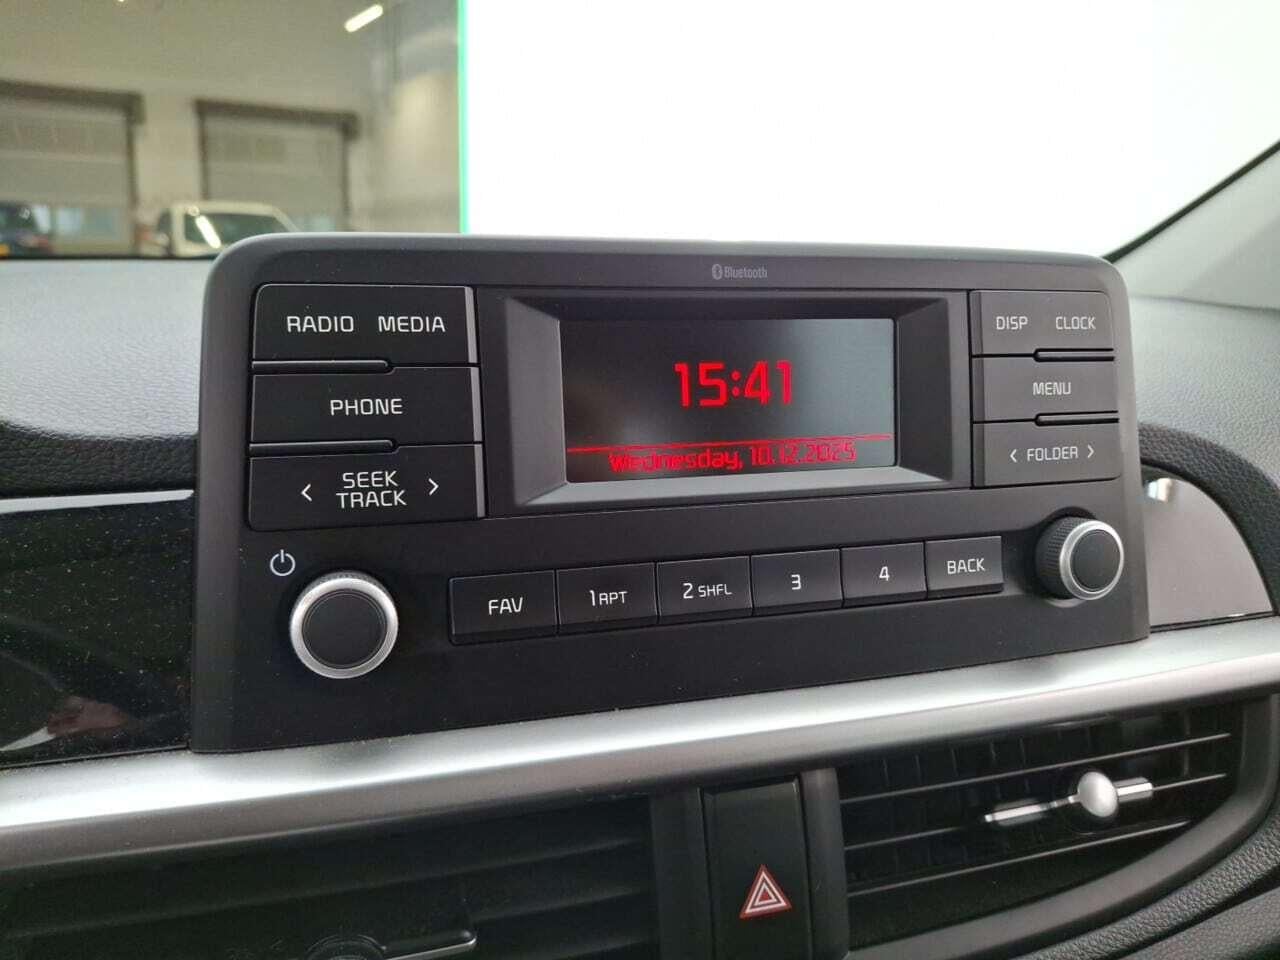 Bluetooth
RADIO MEDIA
PHONE
< SEEK TRACK >
15:41
Wednesday, 10.12.2025
DISP CLOCK
MENU
< FOLDER >
FAV 1 RPT 2 SHFL 3 4 BACK